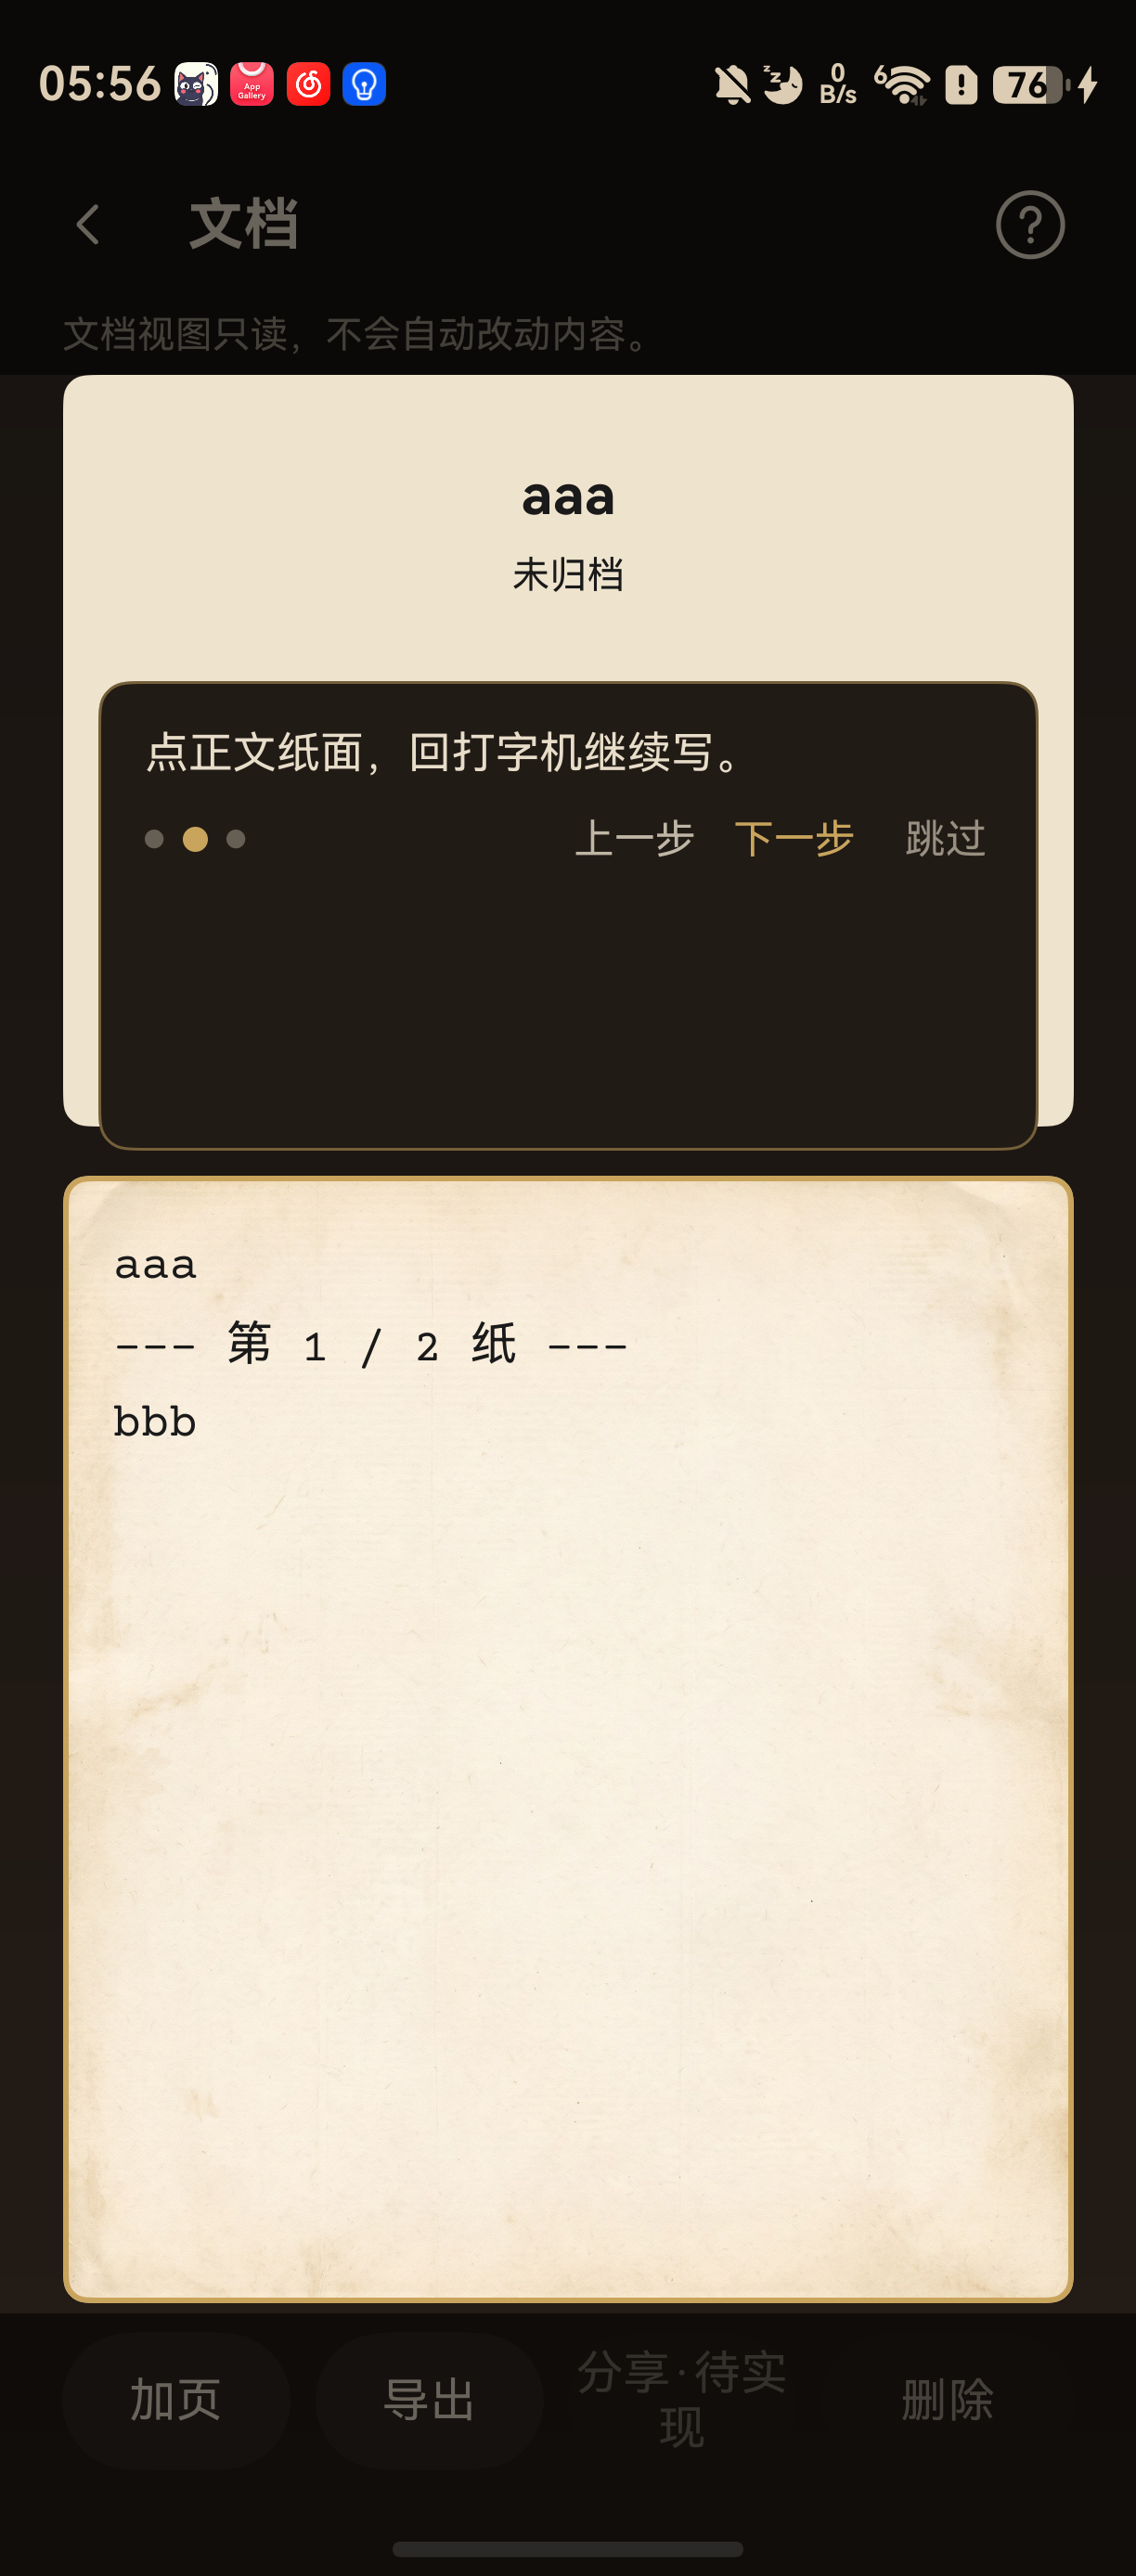 05:56
App
Gallery
0
B/s
6
76
文档
文档视图只读，不会自动改动内容。
aaa
未归档
点正文纸面，回打字机继续写。
上一步 下一步 跳过
aaa
--- 第 1 / 2 纸 ---
bbb
加页 导出 分享·待实
现 删除